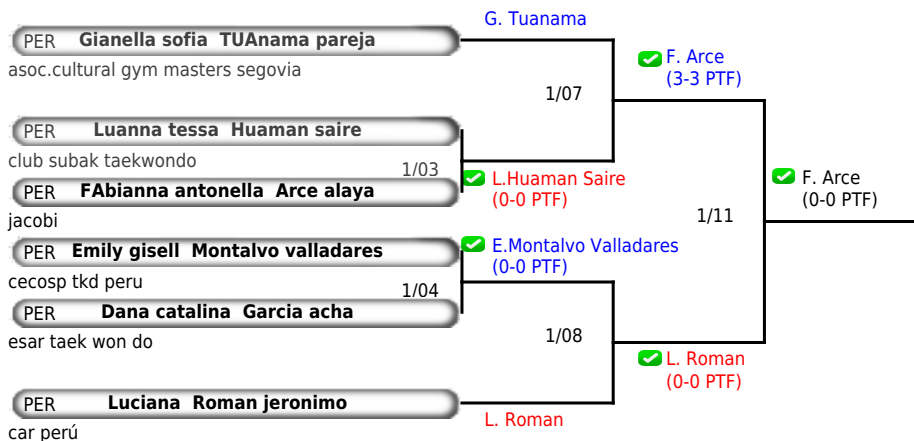 G. Tuanama
PER Gianella sofia TUAnama pareja
asoc.cultural gym masters segovia
F. Arce
(3-3 PTF)
1/07
PER Luanna tessa Huaman saire
club subak taekwondo
1/03
L.Huaman Saire
(0-0 PTF)
PER FAbianna antonella Arce alaya
jacobi
F. Arce
(0-0 PTF)
1/11
PER Emily gisell Montalvo valladares
cecosp tkd peru
E.Montalvo Valladares
(0-0 PTF)
1/04
PER Dana catalina Garcia acha
esar taek won do
1/08
L. Roman
(0-0 PTF)
PER Luciana Roman jeronimo
car perú
L. Roman